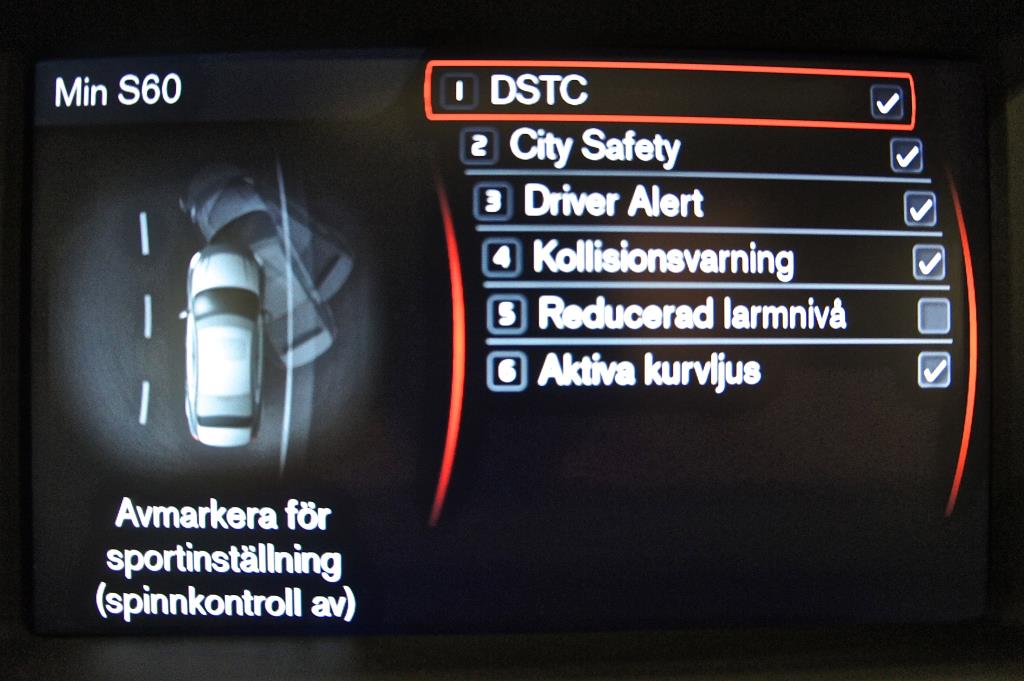 Min S60
1 DSTC
2 City Safety
3 Driver Alert
4 Kollisionsvarning
5 Reducerad larmnivå
6 Aktiva kurvljus
Avmarkera för
sportinställning
(spinnkontroll av)